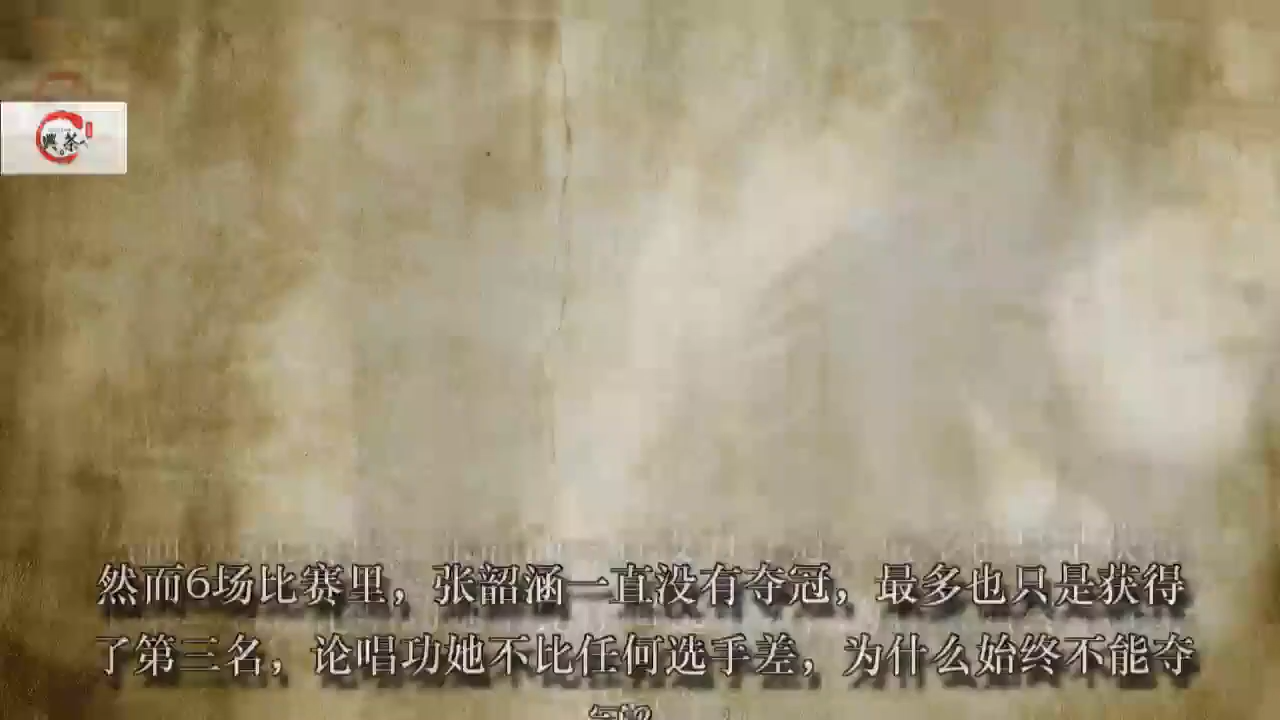 興茶
然而6场比赛里，张韶涵一直没有夺冠，最多也只是获得
了第三名，论唱功她不比任何选手差，为什么始终不能夺